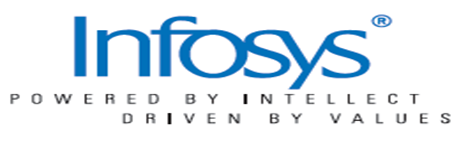 Infosys®
POWERED BY INTELLECT
DRIVEN BY VALUES